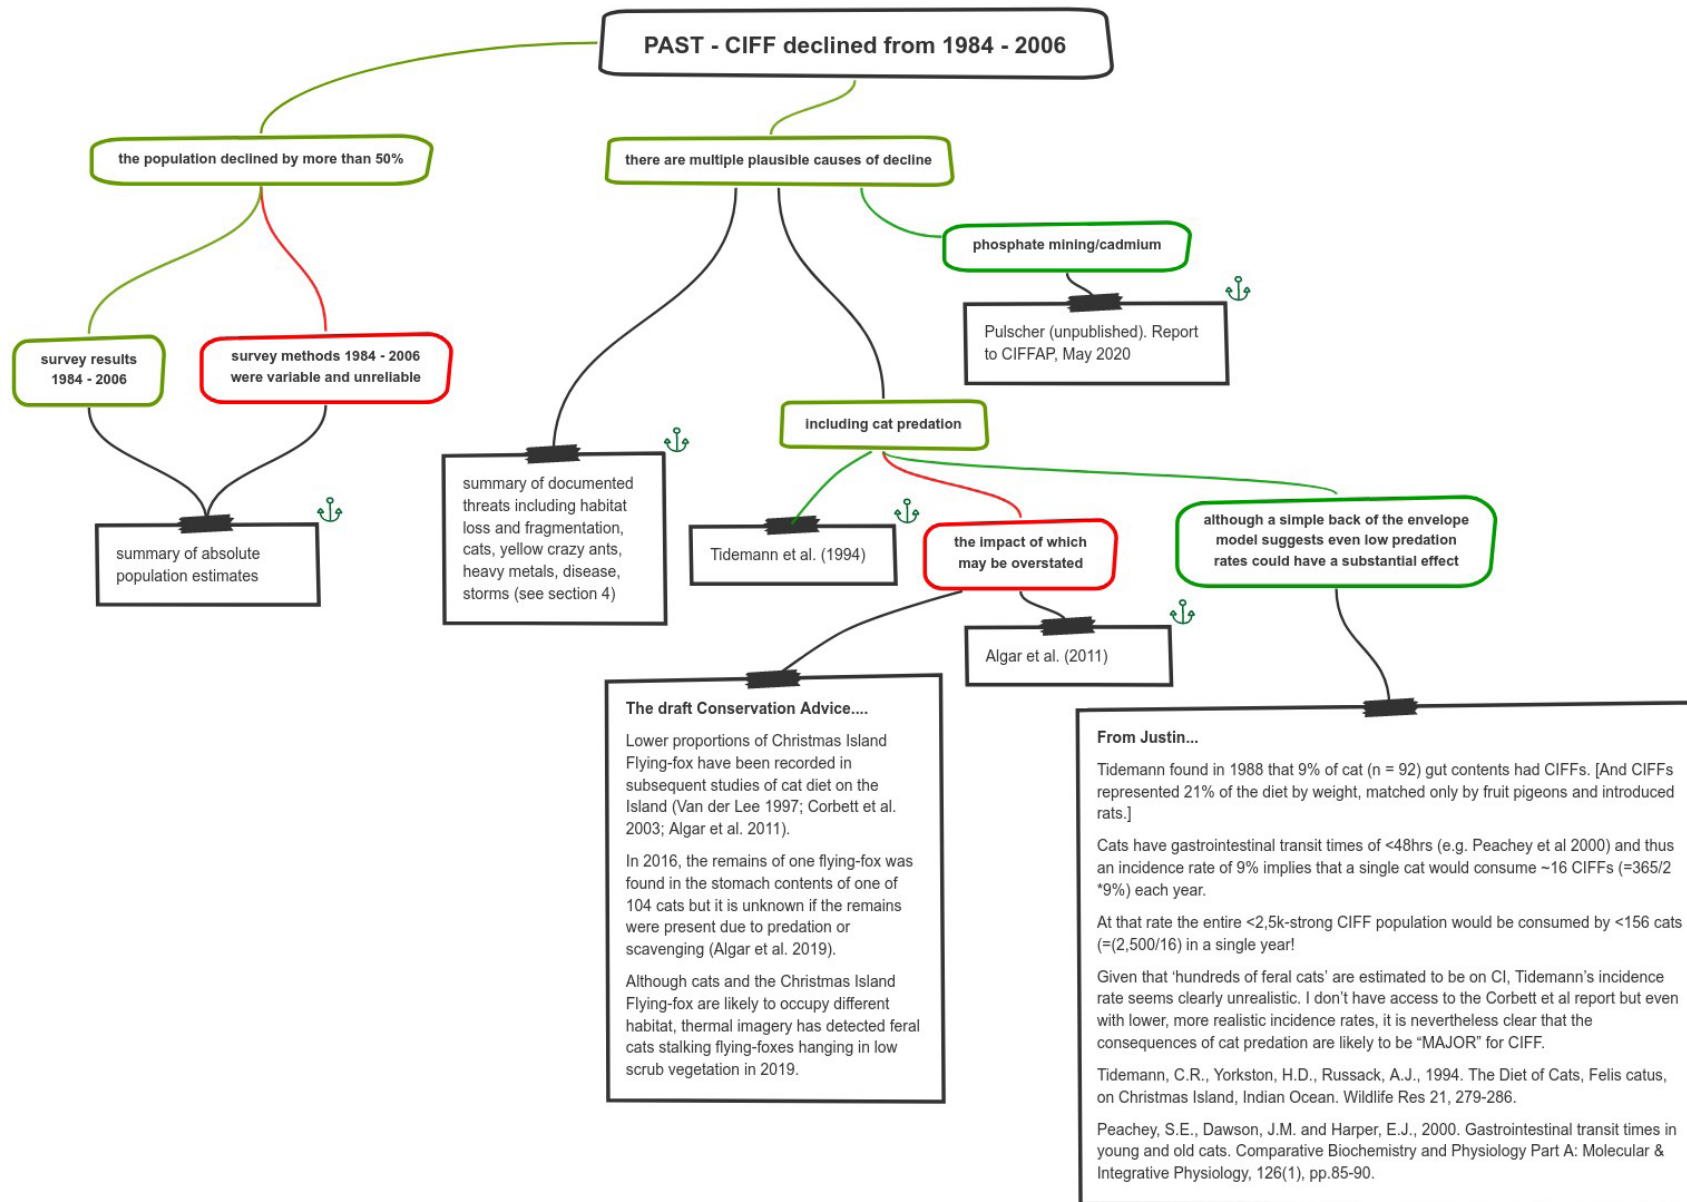 PAST - CIFF declined from 1984 - 2006
the population declined by more than 50%
there are multiple plausible causes of decline
phosphate mining/cadmium
Pulscher (unpublished). Report
to CIFFAP, May 2020
survey results
1984 - 2006
survey methods 1984 - 2006
were variable and unreliable
including cat predation
summary of absolute
population estimates
summary of documented
threats including habitat
loss and fragmentation,
cats, yellow crazy ants,
heavy metals, disease,
storms (see section 4)
Tidemann et al. (1994)
the impact of which
may be overstated
although a simple back of the envelope
model suggests even low predation
rates could have a substantial effect
Algar et al. (2011)
The draft Conservation Advice....
Lower proportions of Christmas Island
Flying-fox have been recorded in
subsequent studies of cat diet on the
Island (Van der Lee 1997; Corbett et al.
2003; Algar et al. 2011).
In 2016, the remains of one flying-fox was
found in the stomach contents of one of
104 cats but it is unknown if the remains
were present due to predation or
scavenging (Algar et al. 2019).
Although cats and the Christmas Island
Flying-fox are likely to occupy different
habitat, thermal imagery has detected feral
cats stalking flying-foxes hanging in low
scrub vegetation in 2019.
From Justin...
Tidemann found in 1988 that 9% of cat (n = 92) gut contents had CIFFs. [And CIFFs
represented 21% of the diet by weight, matched only by fruit pigeons and introduced
rats.]
Cats have gastrointestinal transit times of <48hrs (e.g. Peachey et al 2000) and thus
an incidence rate of 9% implies that a single cat would consume ~16 CIFFs (=365/2
*9%) each year.
At that rate the entire <2,5k-strong CIFF population would be consumed by <156 cats
(=(2,500/16) in a single year!
Given that ‘hundreds of feral cats’ are estimated to be on CI, Tidemann’s incidence
rate seems clearly unrealistic. I don’t have access to the Corbett et al report but even
with lower, more realistic incidence rates, it is nevertheless clear that the
consequences of cat predation are likely to be “MAJOR” for CIFF.
Tidemann, C.R., Yorkston, H.D., Russack, A.J., 1994. The Diet of Cats, Felis catus,
on Christmas Island, Indian Ocean. Wildlife Res 21, 279-286.
Peachey, S.E., Dawson, J.M. and Harper, E.J., 2000. Gastrointestinal transit times in
young and old cats. Comparative Biochemistry and Physiology Part A: Molecular &
Integrative Physiology, 126(1), pp.85-90.